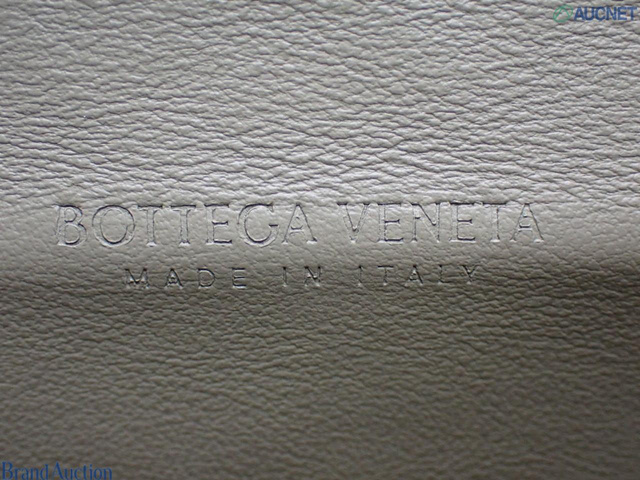 AUCNET
BOTTEGA VENETA
MADE IN ITALY
Brand Auction